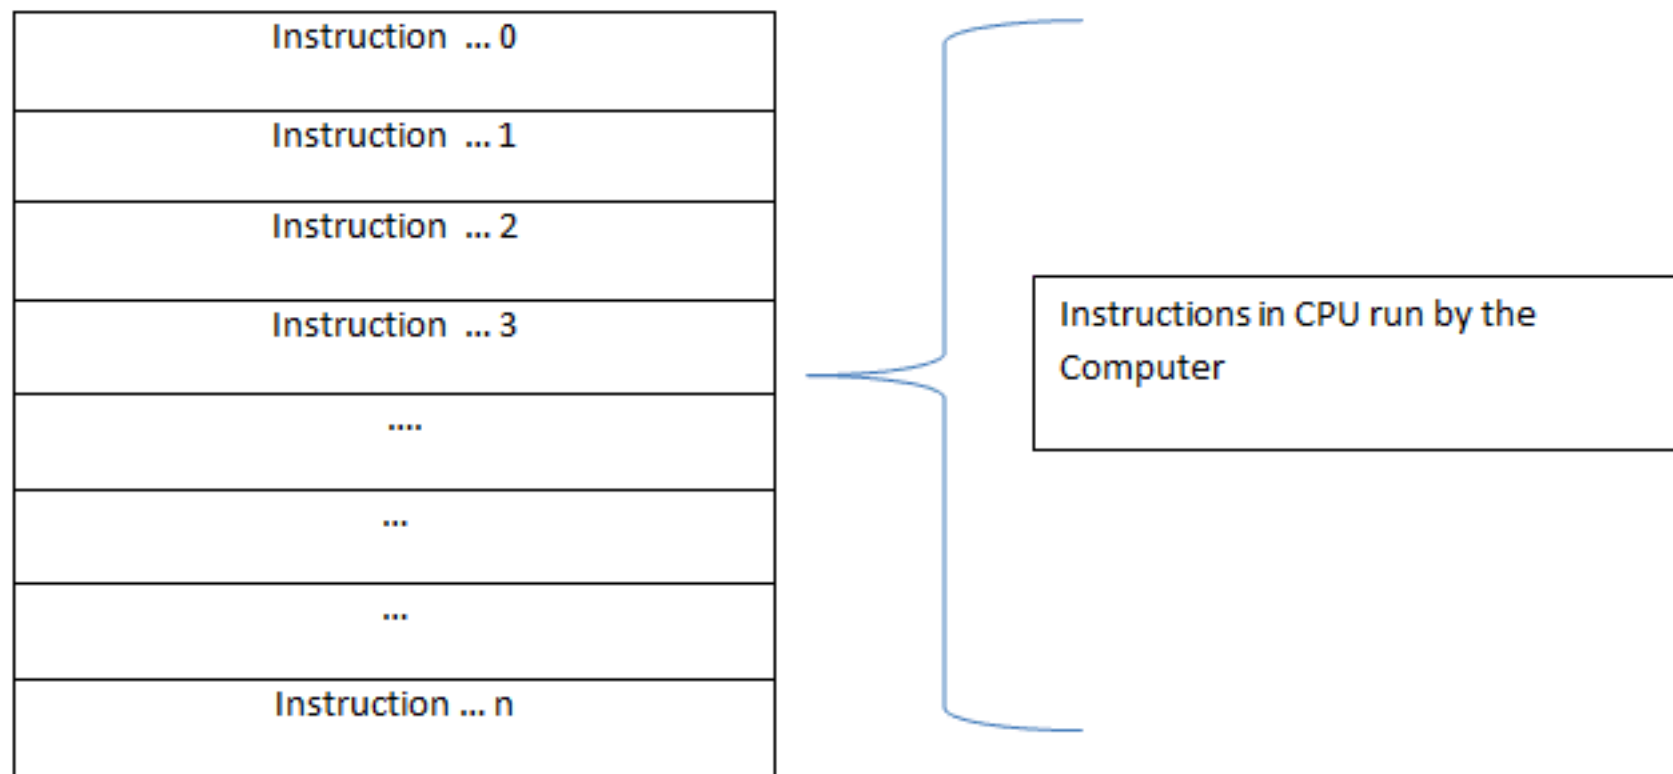 Instruction ... 0
Instruction ... 1
Instruction ... 2
Instruction ... 3
....
...
...
Instruction ... n
Instructions in CPU run by the
Computer